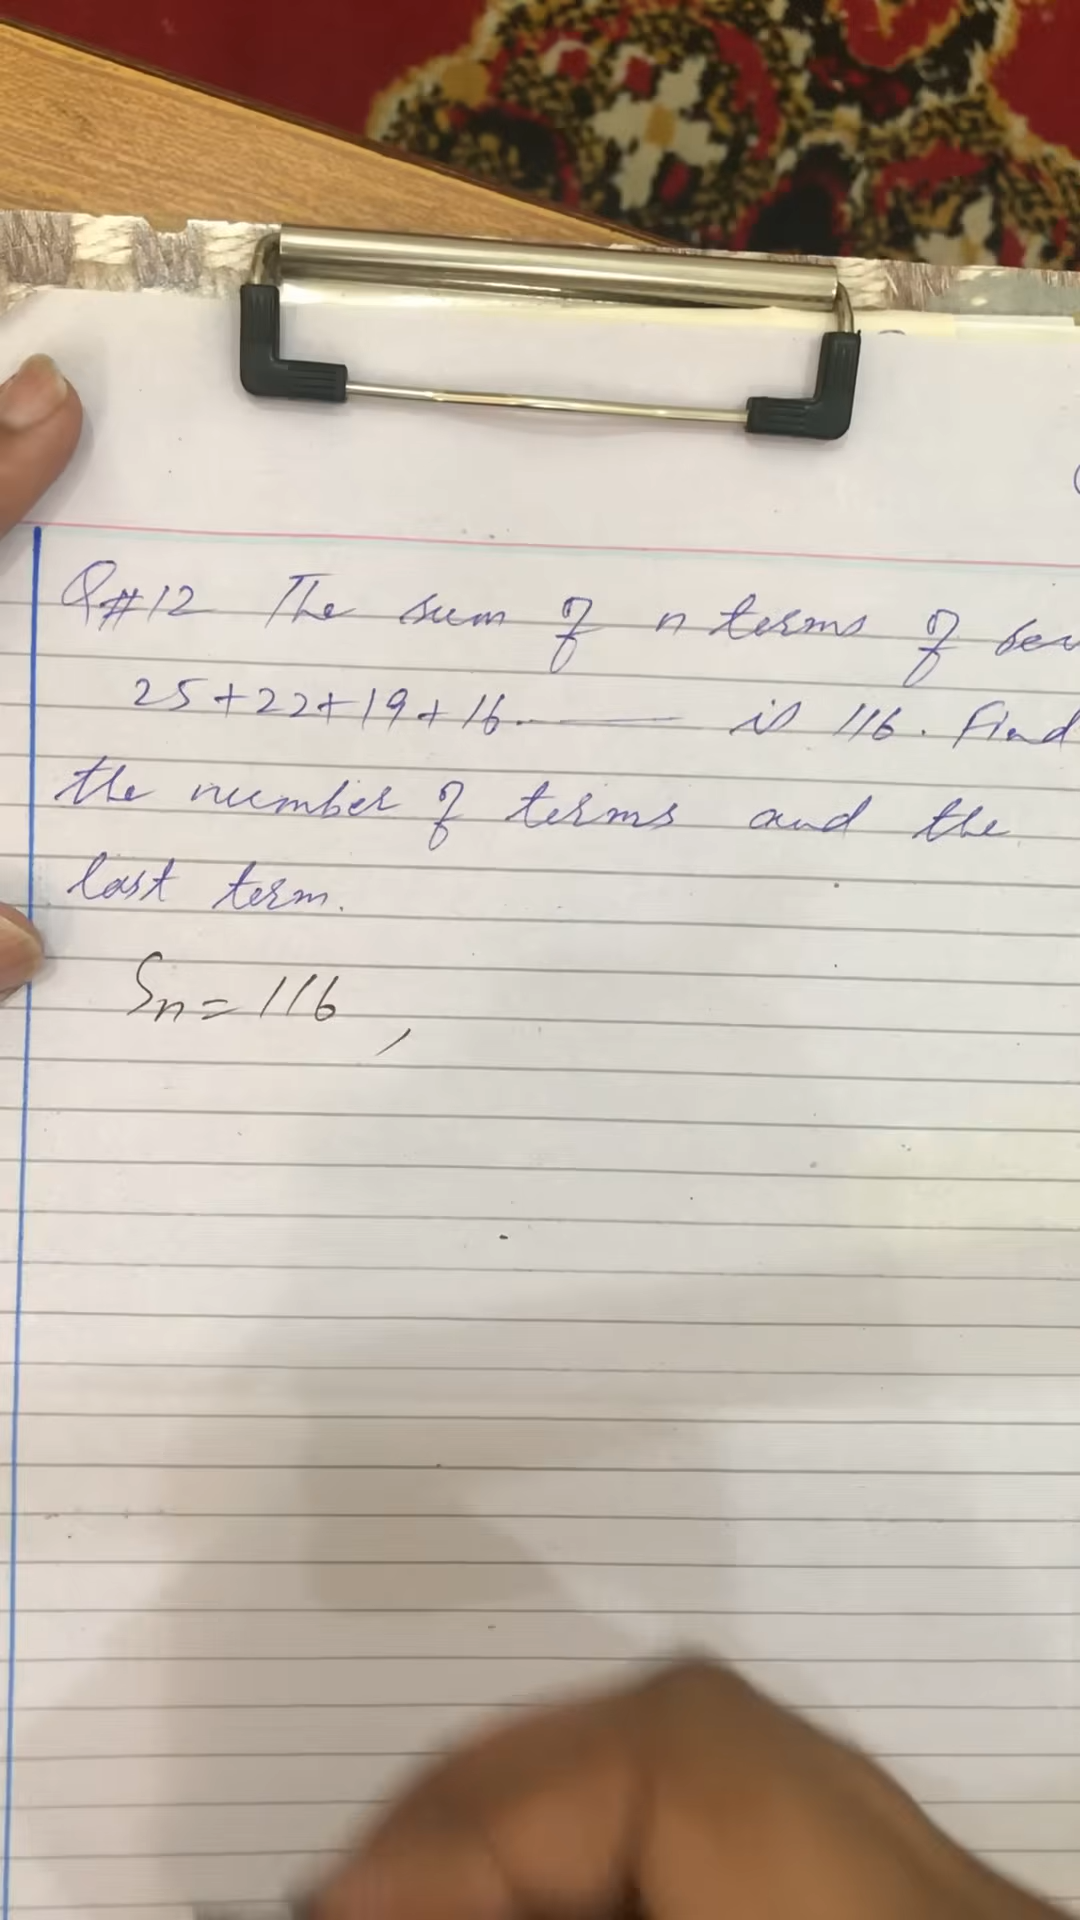 Q#12 The sum of n terms of
25+22+19+16.——— is 116. Find
the number of terms and the
last term.
Sn=116,